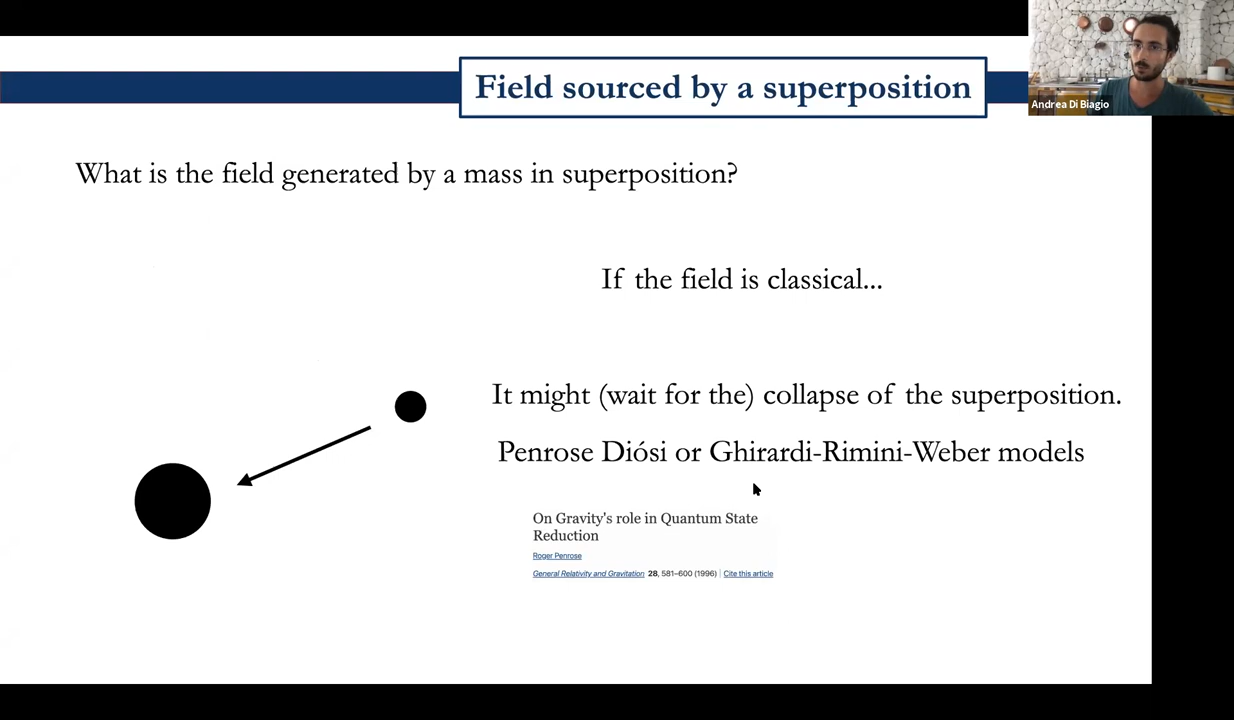 Field sourced by a superposition
Andrea Di Biagio
What is the field generated by a mass in superposition?
If the field is classical...
It might (wait for the) collapse of the superposition.
Penrose Diósi or Ghirardi-Rimini-Weber models
On Gravity's role in Quantum State
Reduction
Roger Penrose
General Relativity and Gravitation 28, 581–600 (1996) | Cite this article